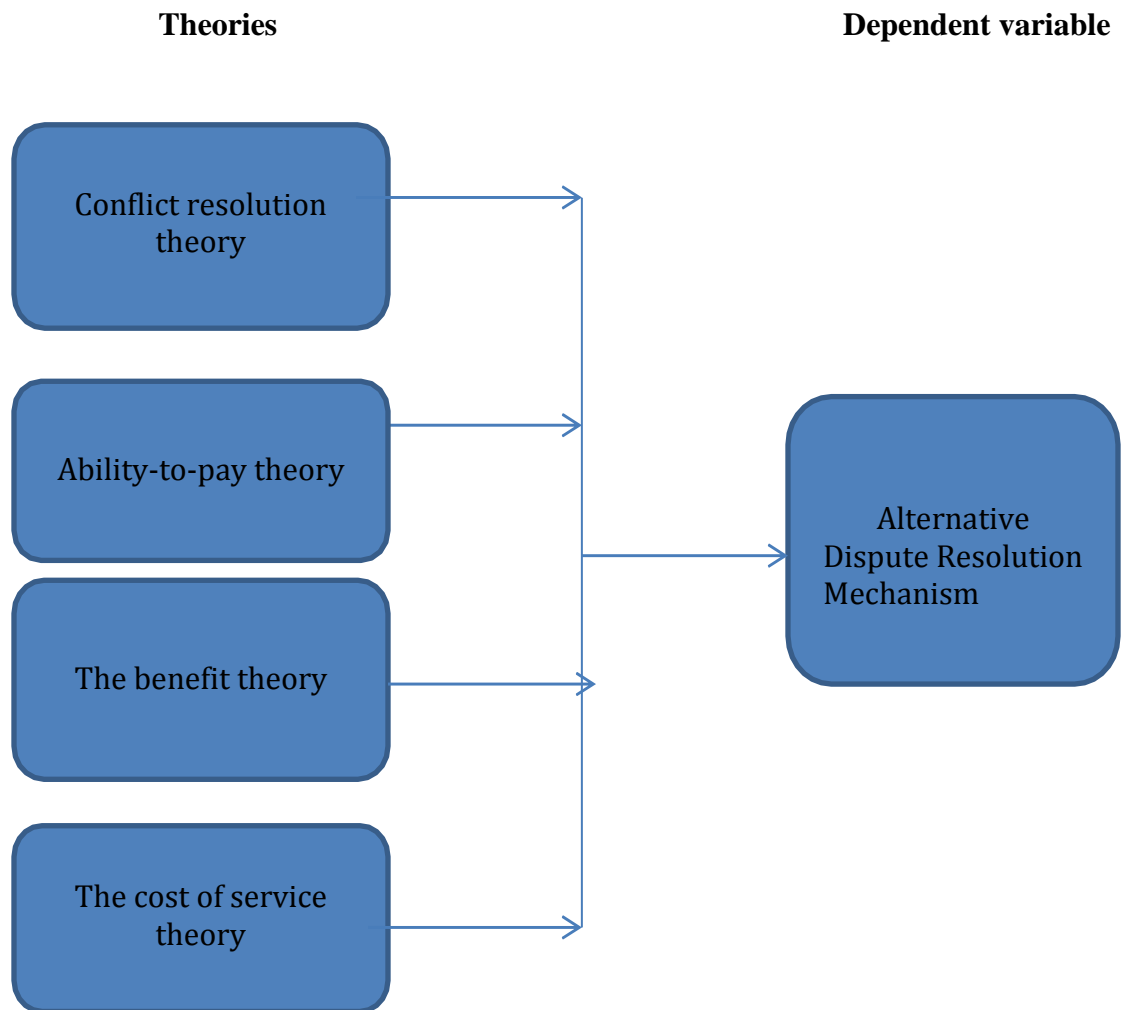 Theories
Dependent variable
Conflict resolution
theory
Ability-to-pay theory
The benefit theory
The cost of service
theory
Alternative
Dispute Resolution
Mechanism